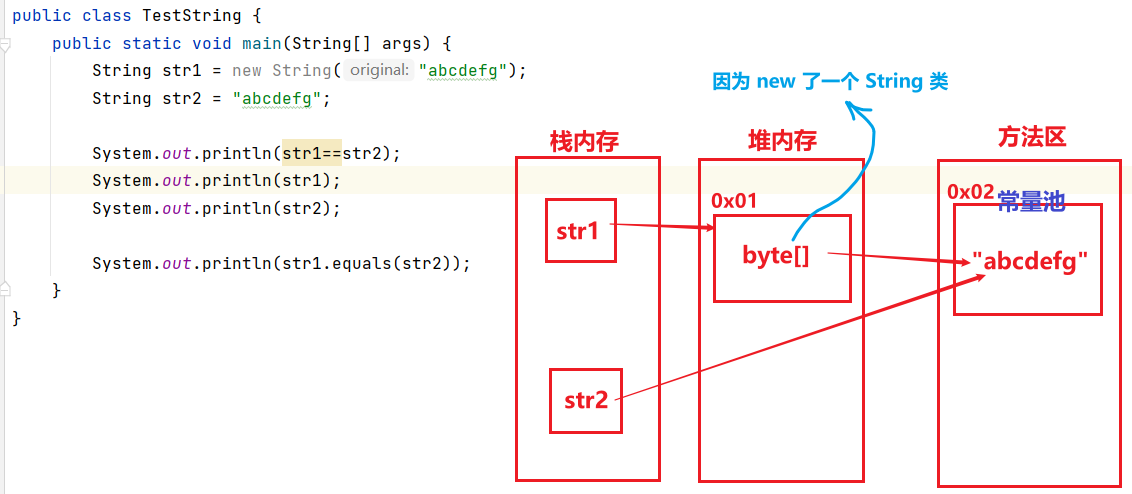 public class TestString {
public static void main(String[] args) {
String str1 = new String( original: "abcdefg");
String str2 = "abcdefg";
System.out.println(str1==str2);
System.out.println(str1);
System.out.println(str2);
System.out.println(str1.equals(str2));
}
}
因为 new 了一个 String 类
栈内存
堆内存
方法区
0x01
0x02
常量池
str1
byte[]
"abcdefg"
str2